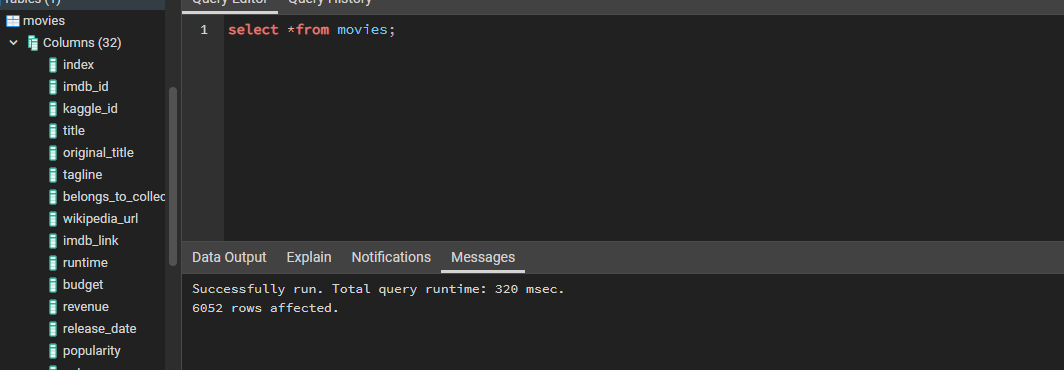 Tables (1)
movies
Columns (32)
index
imdb_id
kaggle_id
title
original_title
tagline
belongs_to_collec
wikipedia_url
imdb_link
runtime
budget
revenue
release_date
popularity
Query Editor Query History
1 select *from movies;
Data Output Explain Notifications Messages
Successfully run. Total query runtime: 320 msec.
6052 rows affected.